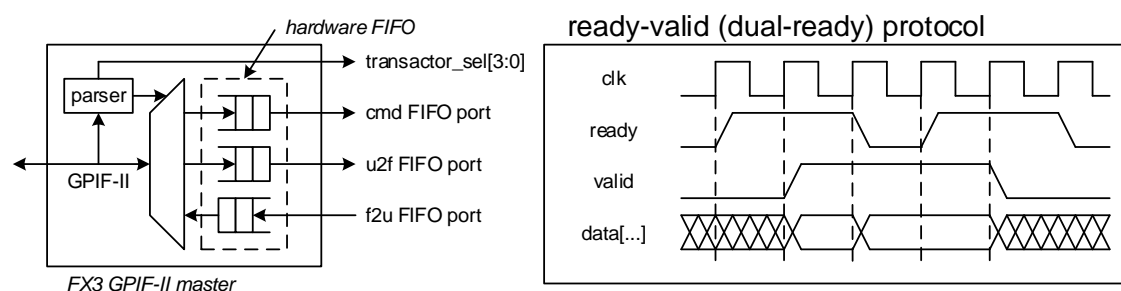 hardware FIFO
transactor_sel[3:0]
parser
cmd FIFO port
u2f FIFO port
GPIF-II
f2u FIFO port
FX3 GPIF-II master
ready-valid (dual-ready) protocol
clk
ready
valid
data[...]